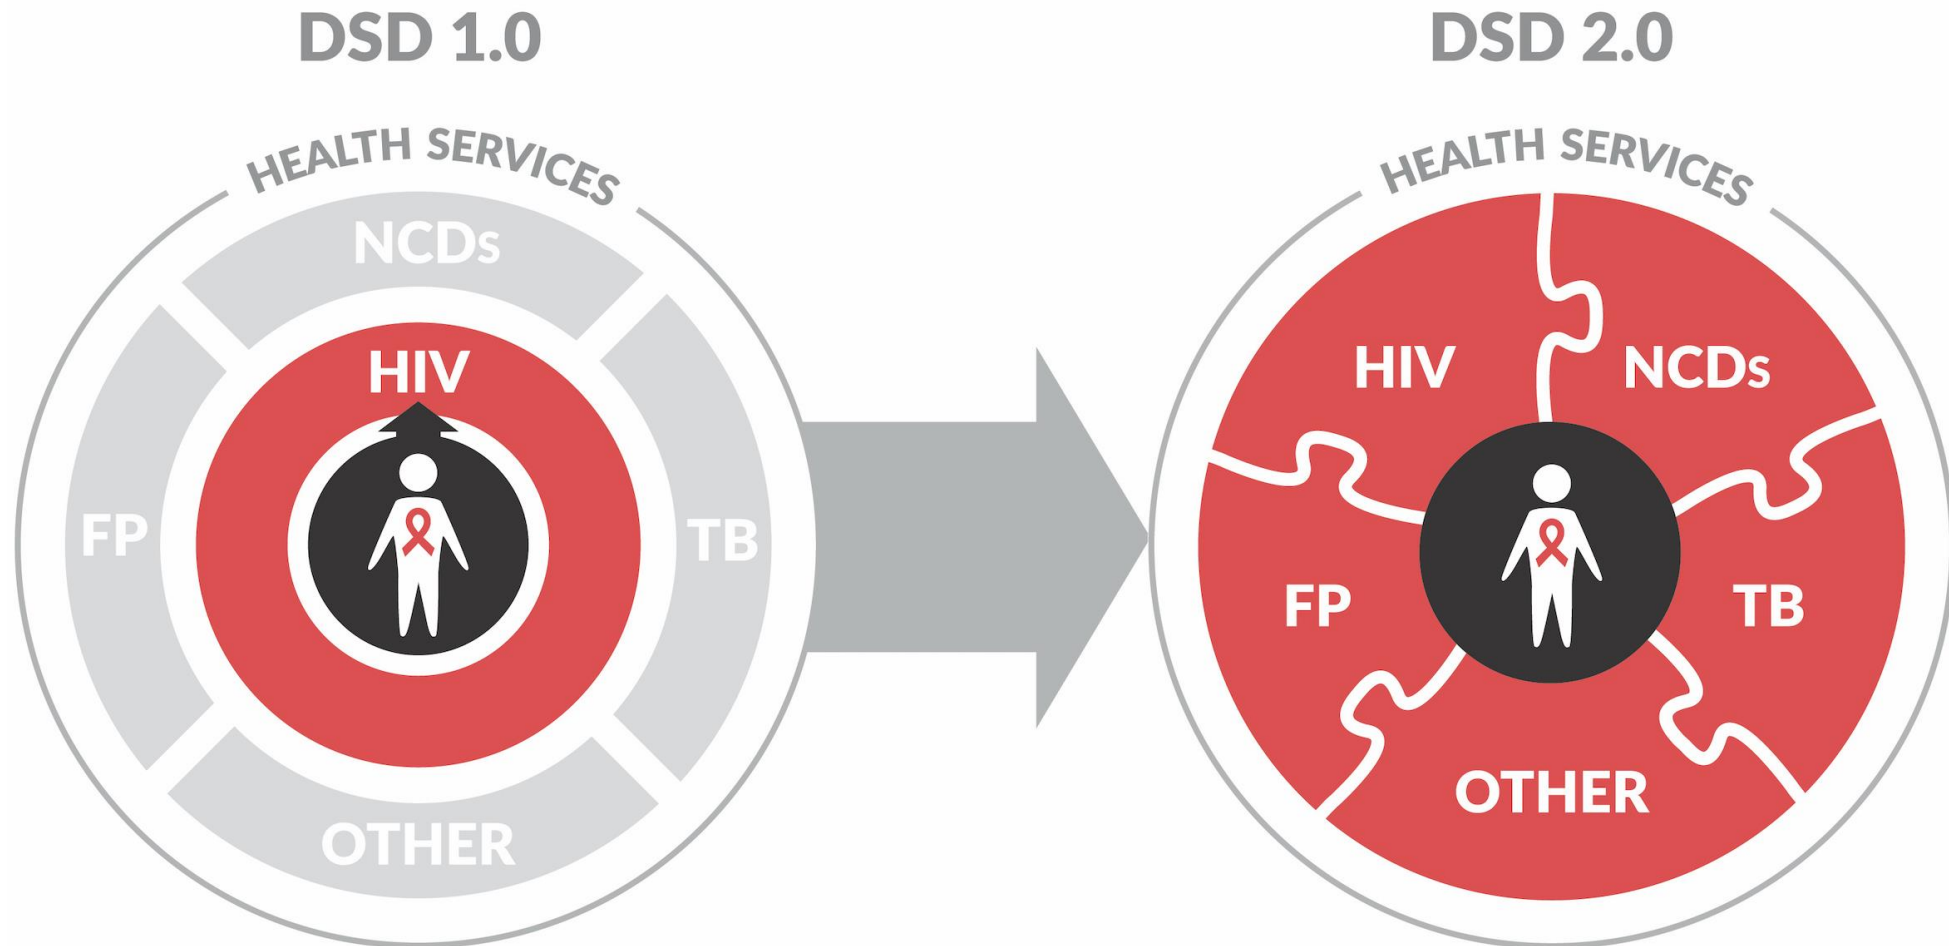 DSD 1.0
HEALTH SERVICES
NCDs
HIV
FP
TB
OTHER
DSD 2.0
HEALTH SERVICES
HIV
NCDs
FP
TB
OTHER